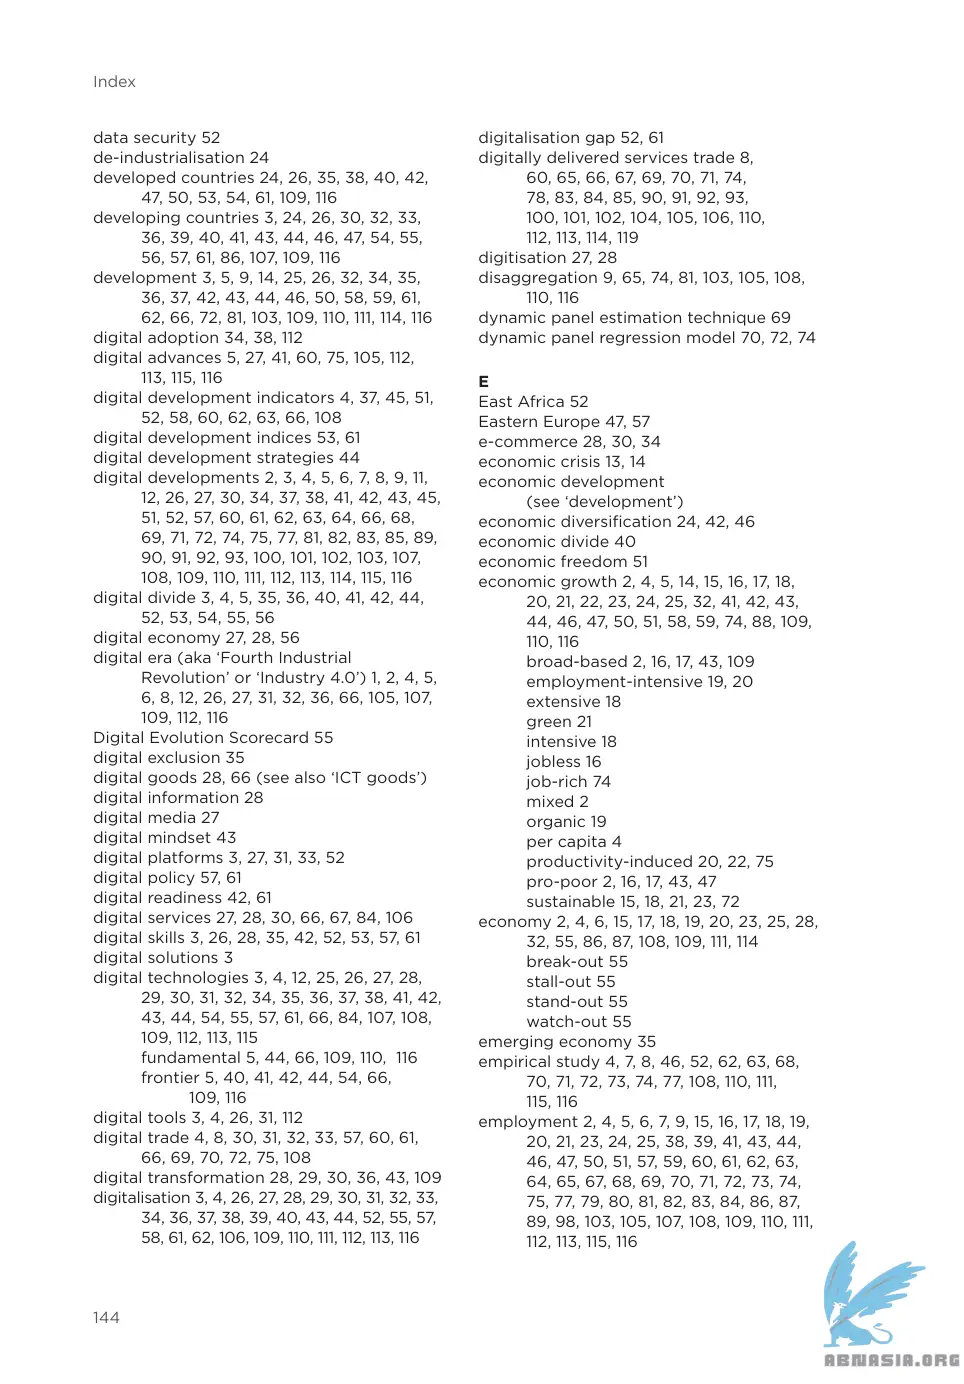 Index
data security 52
de-industrialisation 24
developed countries 24, 26, 35, 38, 40, 42,
47, 50, 53, 54, 61, 109, 116
developing countries 3, 24, 26, 30, 32, 33,
36, 39, 40, 41, 43, 44, 46, 47, 54, 55,
56, 57, 61, 86, 107, 109, 116
development 3, 5, 9, 14, 25, 26, 32, 34, 35,
36, 37, 42, 43, 44, 46, 50, 58, 59, 61,
62, 66, 72, 81, 103, 109, 110, 111, 114, 116
digital adoption 34, 38, 112
digital advances 5, 27, 41, 60, 75, 105, 112,
113, 115, 116
digital development indicators 4, 37, 45, 51,
52, 58, 60, 62, 63, 66, 108
digital development indices 53, 61
digital development strategies 44
digital developments 2, 3, 4, 5, 6, 7, 8, 9, 11,
12, 26, 27, 30, 34, 37, 38, 41, 42, 43, 45,
51, 52, 57, 60, 61, 62, 63, 64, 66, 68,
69, 71, 72, 74, 75, 77, 81, 82, 83, 85, 89,
90, 91, 92, 93, 100, 101, 102, 103, 107,
108, 109, 110, 111, 112, 113, 114, 115, 116
digital divide 3, 4, 5, 35, 36, 40, 41, 42, 44,
52, 53, 54, 55, 56
digital economy 27, 28, 56
digital era (aka ‘Fourth Industrial
Revolution’ or ‘Industry 4.0’) 1, 2, 4, 5,
6, 8, 12, 26, 27, 31, 32, 36, 66, 105, 107,
109, 112, 116
Digital Evolution Scorecard 55
digital exclusion 35
digital goods 28, 66 (see also ‘ICT goods’)
digital information 28
digital media 27
digital mindset 43
digital platforms 3, 27, 31, 33, 52
digital policy 57, 61
digital readiness 42, 61
digital services 27, 28, 30, 66, 67, 84, 106
digital skills 3, 26, 28, 35, 42, 52, 53, 57, 61
digital solutions 3
digital technologies 3, 4, 12, 25, 26, 27, 28,
29, 30, 31, 32, 34, 35, 36, 37, 38, 41, 42,
43, 44, 54, 55, 57, 61, 66, 84, 107, 108,
109, 112, 113, 115
fundamental 5, 44, 66, 109, 110, 116
frontier 5, 40, 41, 42, 44, 54, 66,
109, 116
digital tools 3, 4, 26, 31, 112
digital trade 4, 8, 30, 31, 32, 33, 57, 60, 61,
66, 69, 70, 72, 75, 108
digital transformation 28, 29, 30, 36, 43, 109
digitalisation 3, 4, 26, 27, 28, 29, 30, 31, 32, 33,
34, 36, 37, 38, 39, 40, 43, 44, 52, 55, 57,
58, 61, 62, 106, 109, 110, 111, 112, 113, 116
digitalisation gap 52, 61
digitally delivered services trade 8,
60, 65, 66, 67, 69, 70, 71, 74,
78, 83, 84, 85, 90, 91, 92, 93,
100, 101, 102, 104, 105, 106, 110,
112, 113, 114, 119
digitisation 27, 28
disaggregation 9, 65, 74, 81, 103, 105, 108,
110, 116
dynamic panel estimation technique 69
dynamic panel regression model 70, 72, 74
E
East Africa 52
Eastern Europe 47, 57
e-commerce 28, 30, 34
economic crisis 13, 14
economic development
(see ‘development’)
economic diversification 24, 42, 46
economic divide 40
economic freedom 51
economic growth 2, 4, 5, 14, 15, 16, 17, 18,
20, 21, 22, 23, 24, 25, 32, 41, 42, 43,
44, 46, 47, 50, 51, 58, 59, 74, 88, 109,
110, 116
broad-based 2, 16, 17, 43, 109
employment-intensive 19, 20
extensive 18
green 21
intensive 18
jobless 16
job-rich 74
mixed 2
organic 19
per capita 4
productivity-induced 20, 22, 75
pro-poor 2, 16, 17, 43, 47
sustainable 15, 18, 21, 23, 72
economy 2, 4, 6, 15, 17, 18, 19, 20, 23, 25, 28,
32, 55, 86, 87, 108, 109, 111, 114
break-out 55
stall-out 55
stand-out 55
watch-out 55
emerging economy 35
empirical study 4, 7, 8, 46, 52, 62, 63, 68,
70, 71, 72, 73, 74, 77, 108, 110, 111,
115, 116
employment 2, 4, 5, 6, 7, 9, 15, 16, 17, 18, 19,
20, 21, 23, 24, 25, 38, 39, 41, 43, 44,
46, 47, 50, 51, 57, 59, 60, 61, 62, 63,
64, 65, 67, 68, 69, 70, 71, 72, 73, 74,
75, 77, 79, 80, 81, 82, 83, 84, 86, 87,
89, 98, 103, 105, 107, 108, 109, 110, 111,
112, 113, 115, 116
144
ABNASIA.ORG